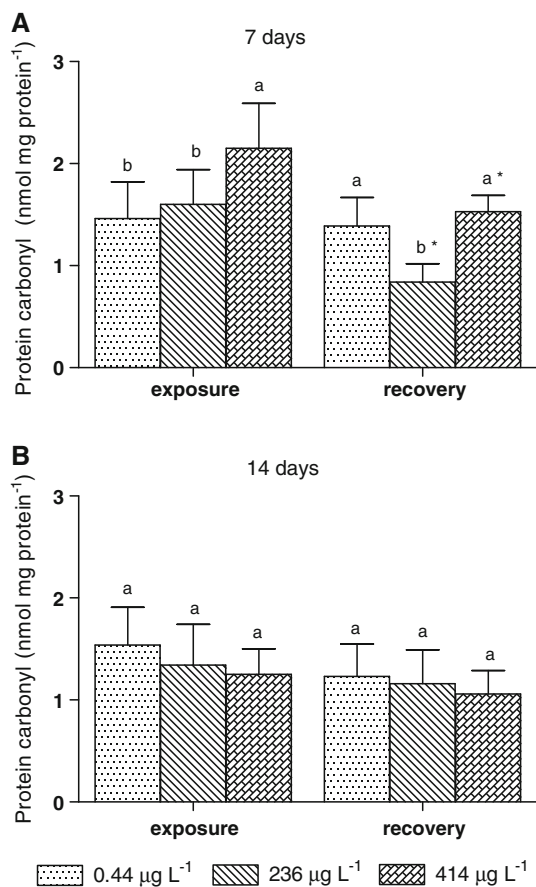 A
7 days
Protein carbonyl (nmol mg protein⁻¹)
3
2
1
0
b
b
a
a
b *
a *
exposure
recovery
B
14 days
Protein carbonyl (nmol mg protein⁻¹)
3
2
1
0
a
a
a
a
a
a
exposure
recovery
0.44 µg L⁻¹
236 µg L⁻¹
414 µg L⁻¹